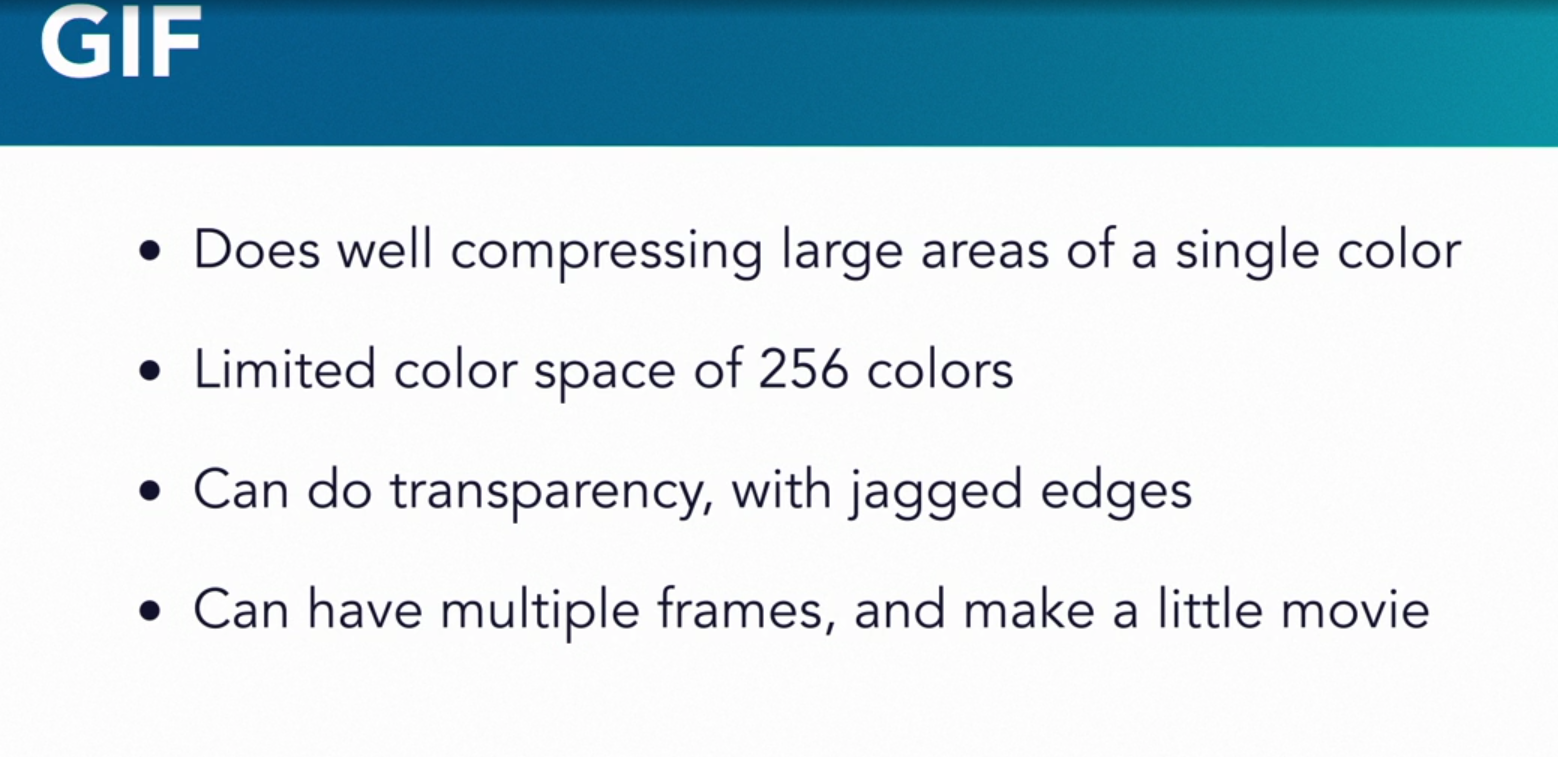 GIF
Does well compressing large areas of a single color
Limited color space of 256 colors
Can do transparency, with jagged edges
Can have multiple frames, and make a little movie